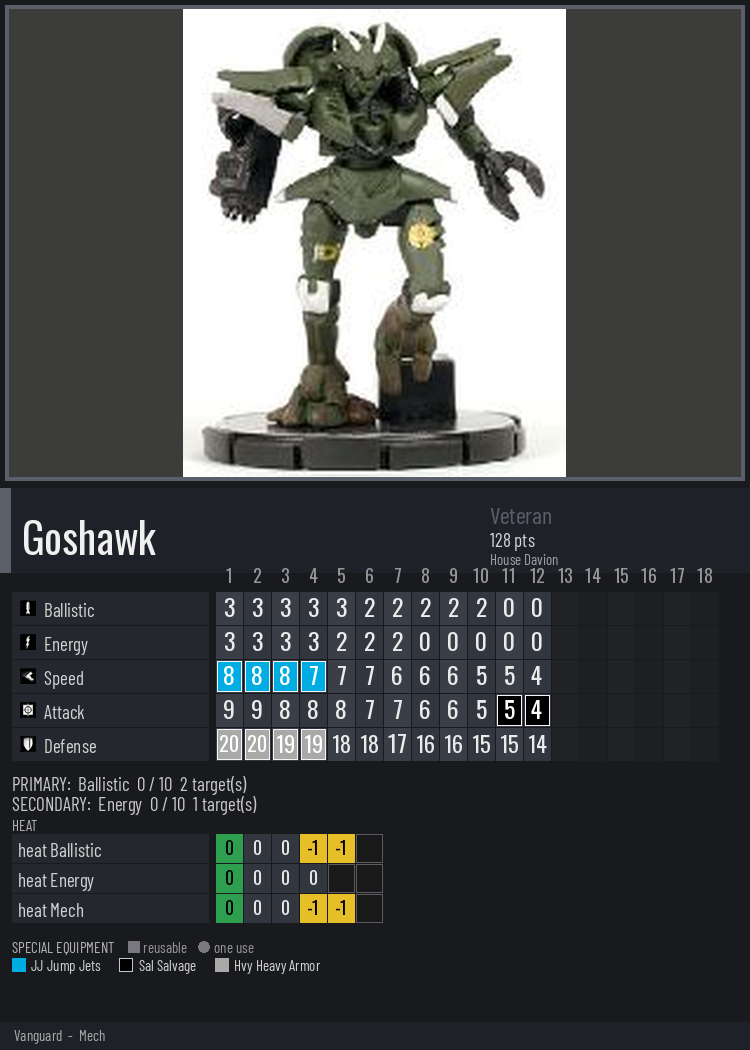 Goshawk
Veteran
128 pts
House Davion
1 2 3 4 5 6 7 8 9 10 11 12 13 14 15 16 17 18
Ballistic 3 3 3 3 3 2 2 2 2 2 0 0
Energy 3 3 3 3 2 2 2 0 0 0 0 0
Speed 8 8 8 7 7 7 6 6 6 5 5 4
Attack 9 9 8 8 8 7 7 6 6 5 5 4
Defense 20 20 19 19 18 18 17 16 16 15 15 14
PRIMARY: Ballistic 0 / 10 2 target(s)
SECONDARY: Energy 0 / 10 1 target(s)
HEAT
heat Ballistic 0 0 0 -1 -1
heat Energy 0 0 0 0
heat Mech 0 0 0 -1 -1
SPECIAL EQUIPMENT reusable one use
JJ Jump Jets Sal Salvage Hvy Heavy Armor
Vanguard - Mech